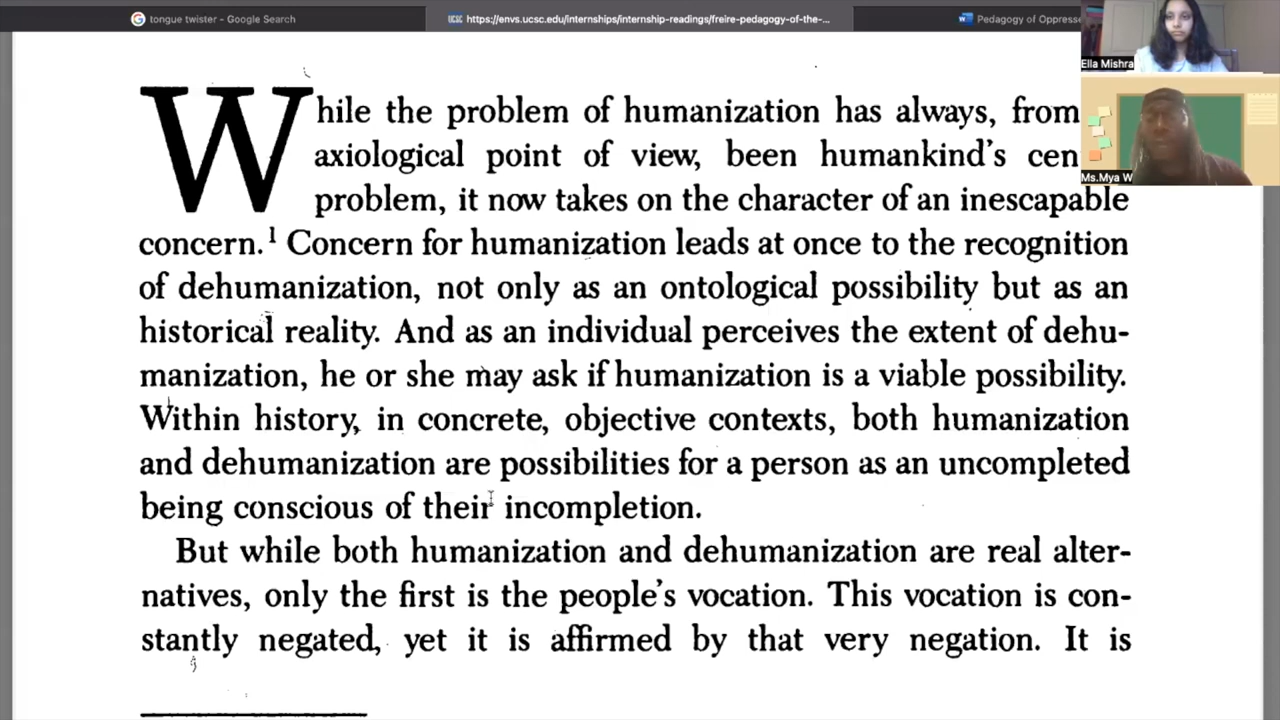 tongue twister - Google Search
https://envs.ucsc.edu/internships/internship-readings/freire-pedagogy-of-the-...
Pedagogy of Oppresse
Ella Mishra
Ms.Mya W
While the problem of humanization has always, from
axiological point of view, been humankind's cen
problem, it now takes on the character of an inescapable
concern.¹ Concern for humanization leads at once to the recognition
of dehumanization, not only as an ontological possibility but as an
historical reality. And as an individual perceives the extent of dehu-
manization, he or she may ask if humanization is a viable possibility.
Within history, in concrete, objective contexts, both humanization
and dehumanization are possibilities for a person as an uncompleted
being conscious of their incompletion.
But while both humanization and dehumanization are real alter-
natives, only the first is the people's vocation. This vocation is con-
stantly negated, yet it is affirmed by that very negation. It is